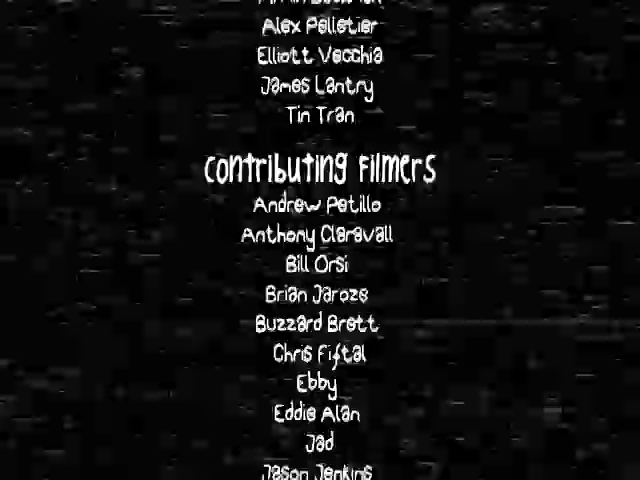 Alex Pelletier
Elliott Vecchia
James Lantry
Tin Tran
contributing filmers
Andrew Petillo
Anthony Claravall
Bill Orsi
Brian Jaroze
Buzzard Brett
Chris Fiftal
Ebby
Eddie Alan
Jad
Jason Jenkins